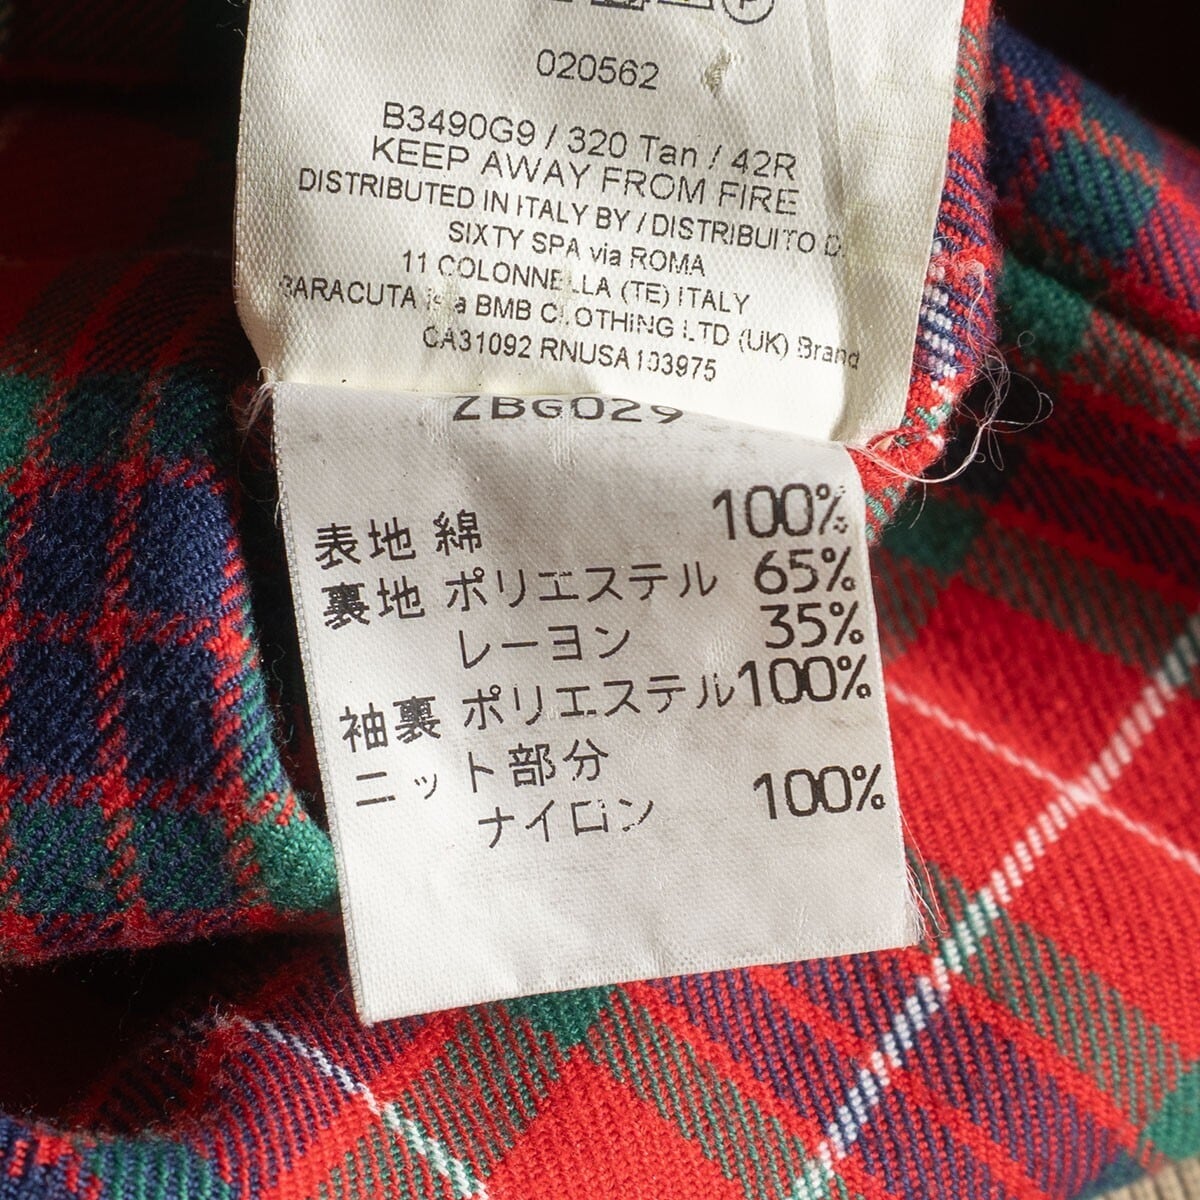 020562
B3490G9 / 320 Tan / 42R
KEEP AWAY FROM FIRE
DISTRIBUTED IN ITALY BY / DISTRIBUITO D
SIXTY SPA via ROMA
11 COLONNELLA (TE) ITALY
BARACUTA is a BMB CLOTHING LTD (UK) Brand
CA31092 RNUSA103975
ZBG029
表地 綿 100%
裏地 ポリエステル 65%
レーヨン 35%
袖裏 ポリエステル 100%
ニット部分
ナイロン 100%